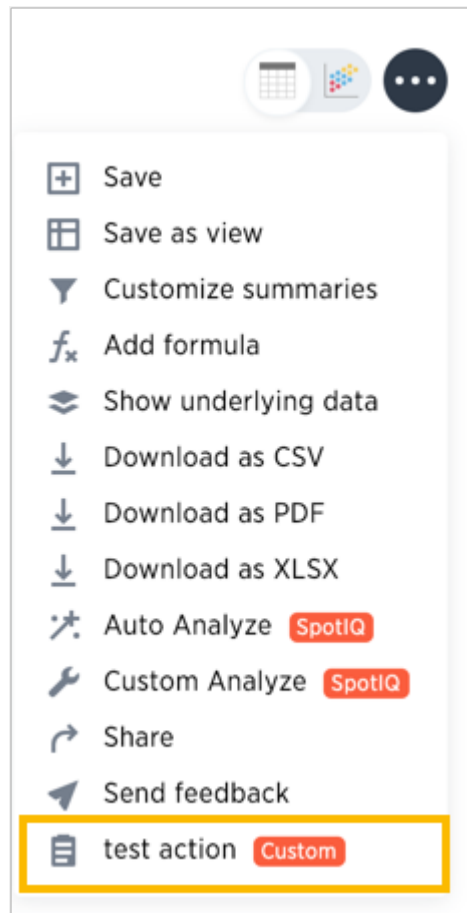 Save
Save as view
Customize summaries
fx Add formula
Show underlying data
Download as CSV
Download as PDF
Download as XLSX
Auto Analyze SpotIQ
Custom Analyze SpotIQ
Share
Send feedback
test action Custom